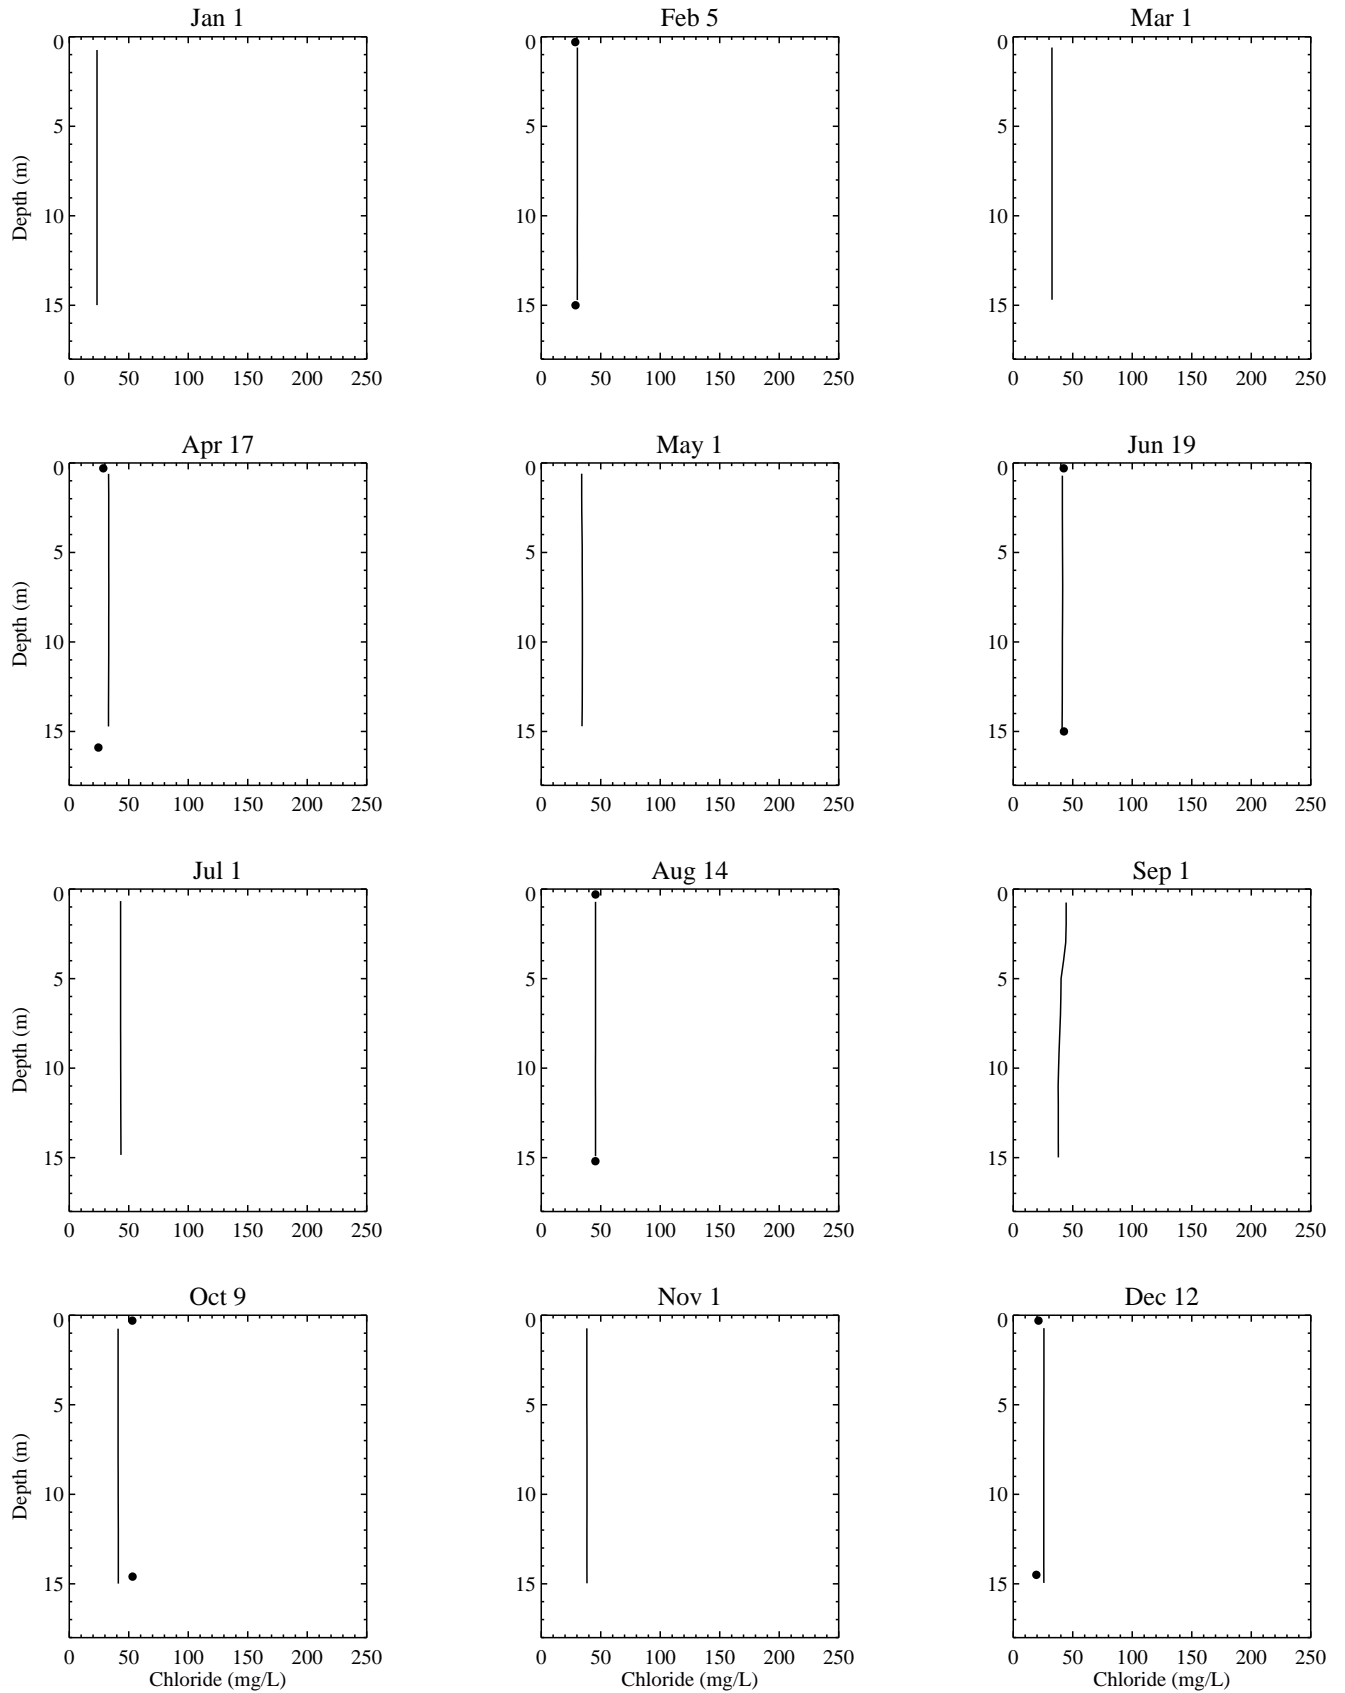 Jan 1 Feb 5 Mar 1
0 0 0
5 5 5
10 10 10
15 15 15
Depth (m)
0 50 100 150 200 250 0 50 100 150 200 250 0 50 100 150 200 250
Apr 17 May 1 Jun 19
0 0 0
5 5 5
10 10 10
15 15 15
Depth (m)
0 50 100 150 200 250 0 50 100 150 200 250 0 50 100 150 200 250
Jul 1 Aug 14 Sep 1
0 0 0
5 5 5
10 10 10
15 15 15
Depth (m)
0 50 100 150 200 250 0 50 100 150 200 250 0 50 100 150 200 250
Oct 9 Nov 1 Dec 12
0 0 0
5 5 5
10 10 10
15 15 15
Depth (m)
0 50 100 150 200 250 0 50 100 150 200 250 0 50 100 150 200 250
Chloride (mg/L) Chloride (mg/L) Chloride (mg/L)